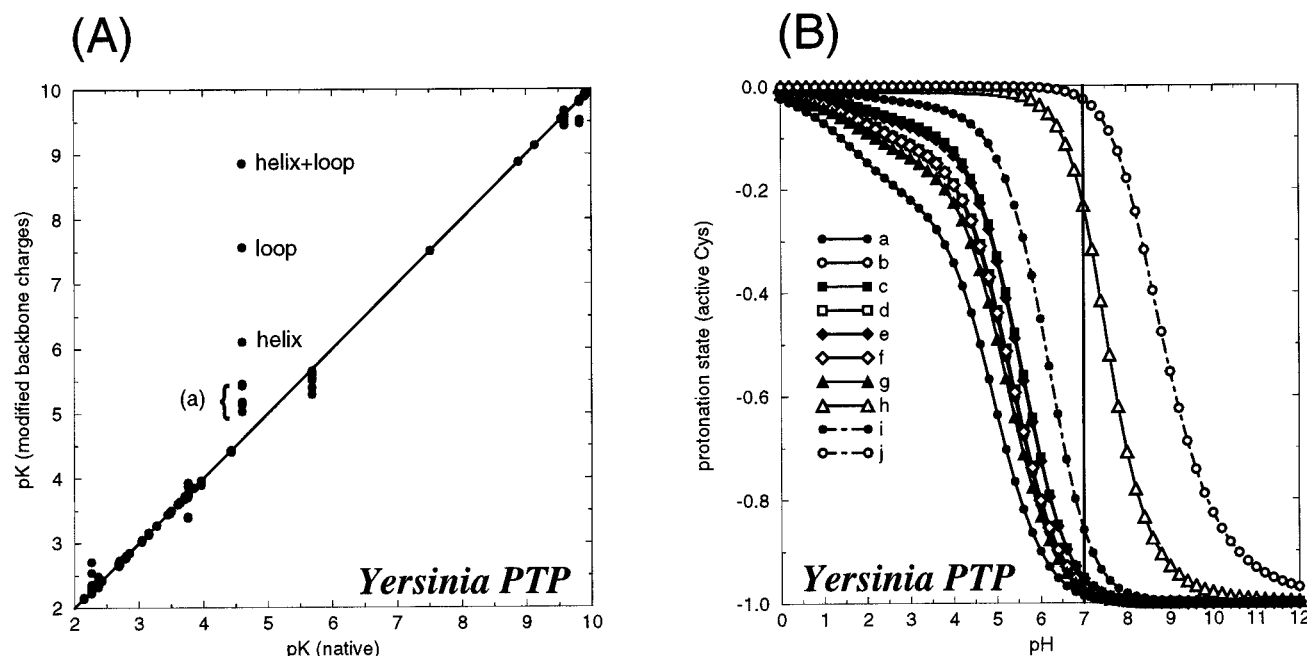 (A)
pK (modified backbone charges)
10
9
8
7
6
5
4
3
2
helix+loop
loop
helix
(a) {
Yersinia PTP
2 3 4 5 6 7 8 9 10
pK (native)
(B)
protonation state (active Cys)
0.0
-0.2
-0.4
-0.6
-0.8
-1.0
a
b
c
d
e
f
g
h
i
j
Yersinia PTP
0 1 2 3 4 5 6 7 8 9 10 11 12
pH